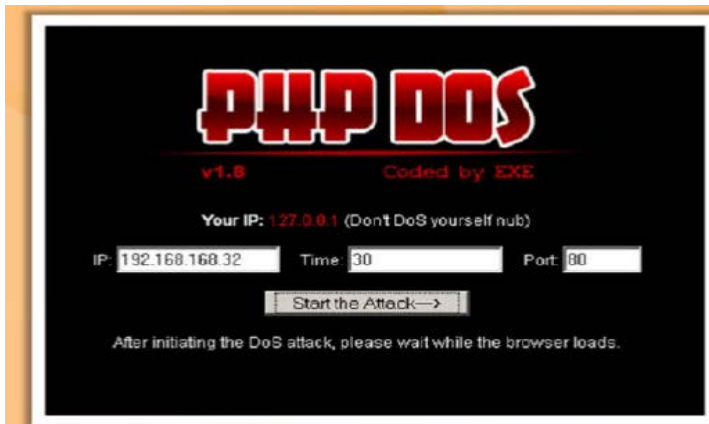 PHP DOS
v1.8 Coded by EXE
Your IP: 127.0.0.1 (Don't DoS yourself nub)
IP: 192.168.168.32 Time: 30 Port: 80
Start the Attack--->
After initiating the DoS attack, please wait while the browser loads.